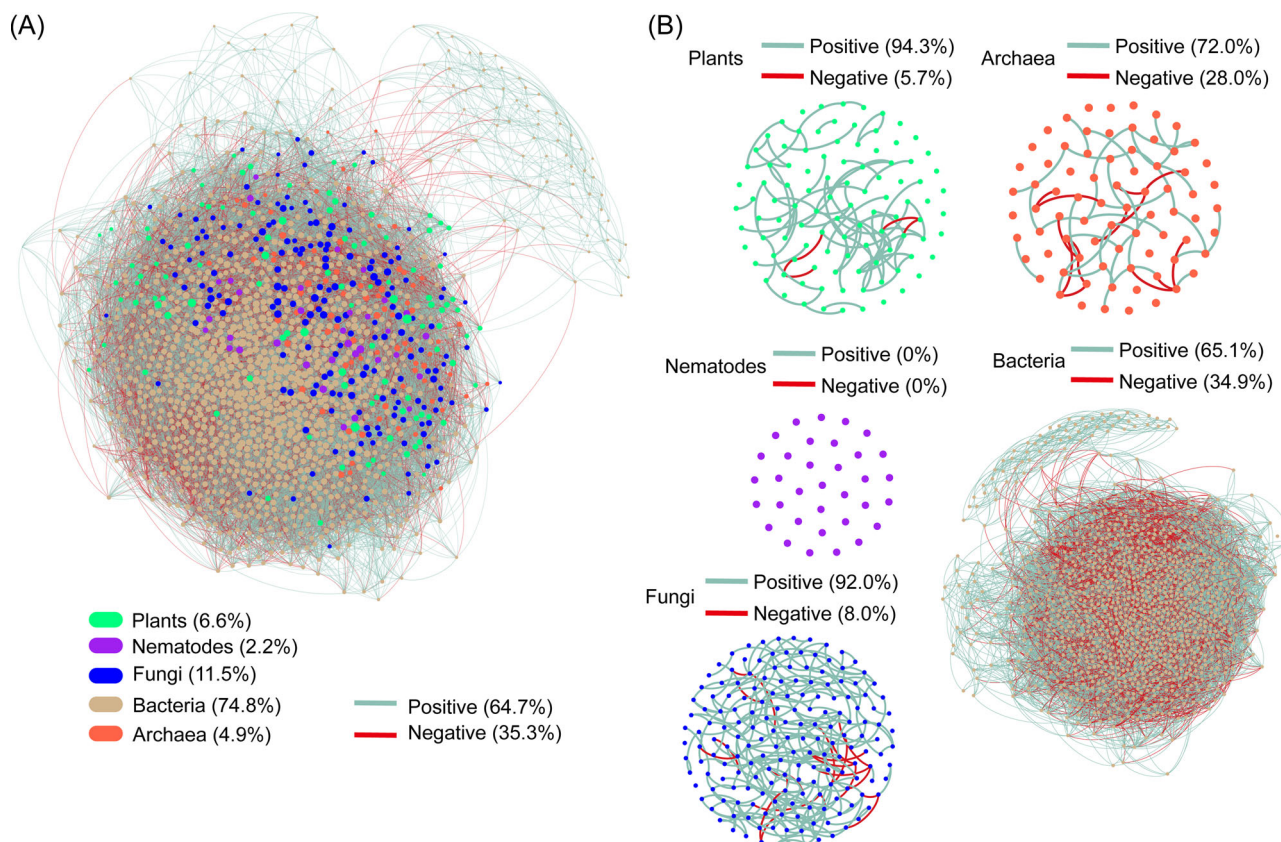 (A)
Plants (6.6%)
Nematodes (2.2%)
Fungi (11.5%)
Bacteria (74.8%)
Archaea (4.9%)
Positive (64.7%)
Negative (35.3%)
(B)
Plants
Positive (94.3%)
Negative (5.7%)
Archaea
Positive (72.0%)
Negative (28.0%)
Nematodes
Positive (0%)
Negative (0%)
Bacteria
Positive (65.1%)
Negative (34.9%)
Fungi
Positive (92.0%)
Negative (8.0%)